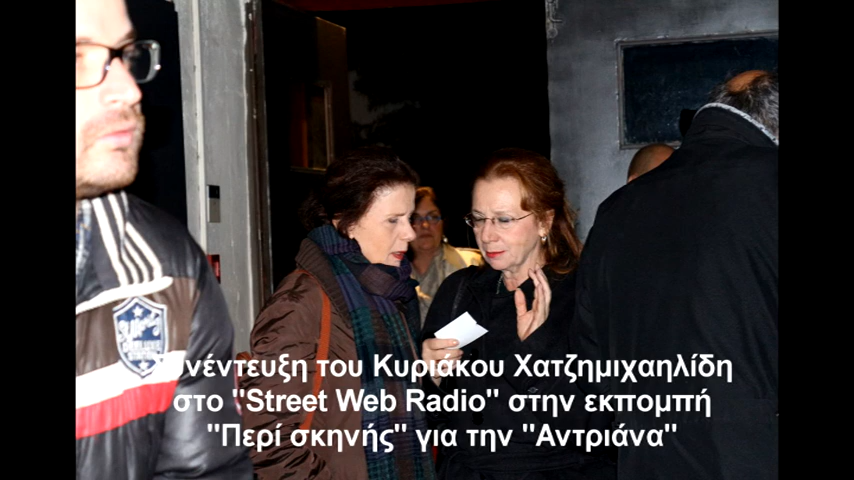 Συνέντευξη του Κυριάκου Χατζημιχαηλίδη
στο "Street Web Radio" στην εκπομπή
"Περί σκηνής" για την "Αντριάνα"